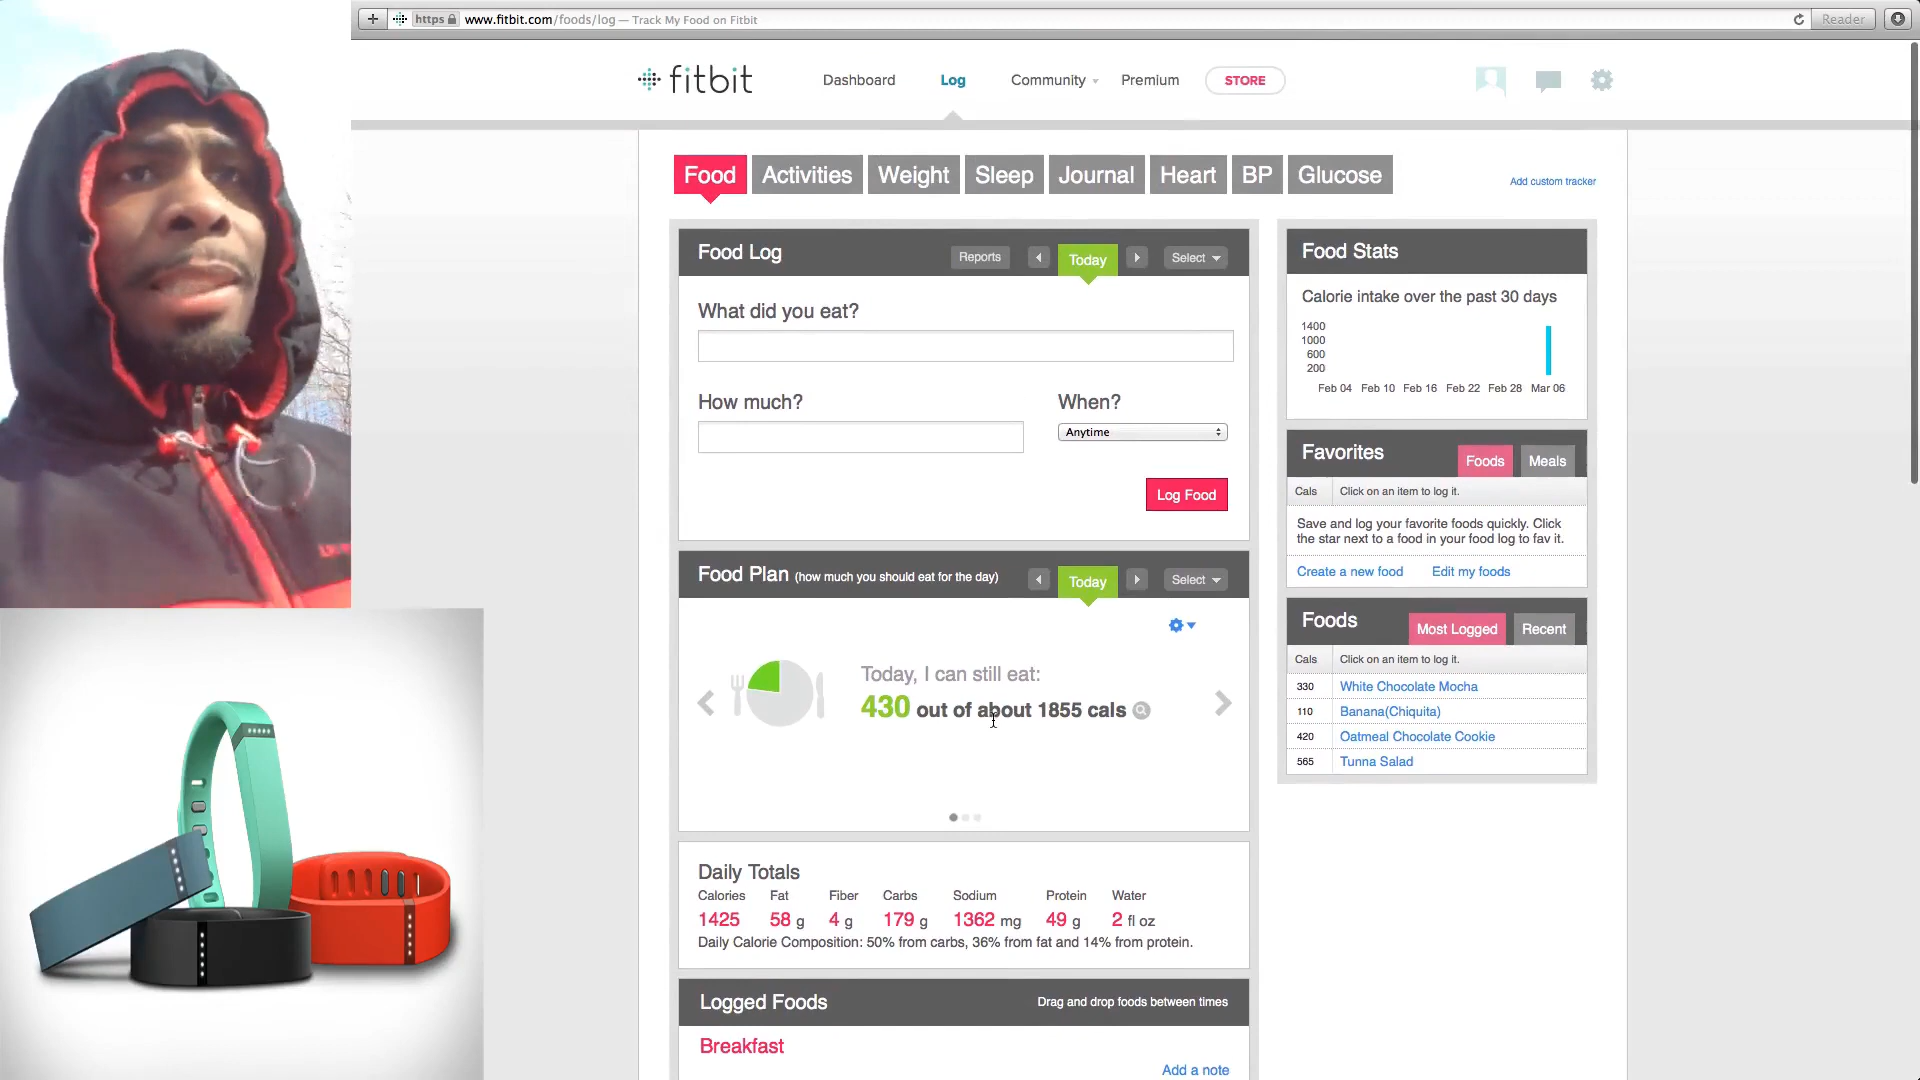 https www.fitbit.com/foods/log — Track My Food on Fitbit Reader
fitbit Dashboard Log Community Premium STORE
Food Activities Weight Sleep Journal Heart BP Glucose Add custom tracker
Food Log Reports Today Select
What did you eat?
How much? When?
Anytime
Log Food
Food Plan (how much you should eat for the day) Today Select
Today, I can still eat:
430 out of about 1855 cals
Daily Totals
Calories Fat Fiber Carbs Sodium Protein Water
1425 58 g 4 g 179 g 1362 mg 49 g 2 fl oz
Daily Calorie Composition: 50% from carbs, 36% from fat and 14% from protein.
Logged Foods Drag and drop foods between times
Breakfast
Add a note
Food Stats
Calorie intake over the past 30 days
1400
1000
600
200
Feb 04 Feb 10 Feb 16 Feb 22 Feb 28 Mar 06
Favorites Foods Meals
Cals Click on an item to log it.
Save and log your favorite foods quickly. Click
the star next to a food in your food log to fav it.
Create a new food Edit my foods
Foods Most Logged Recent
Cals Click on an item to log it.
330 White Chocolate Mocha
110 Banana(Chiquita)
420 Oatmeal Chocolate Cookie
565 Tunna Salad